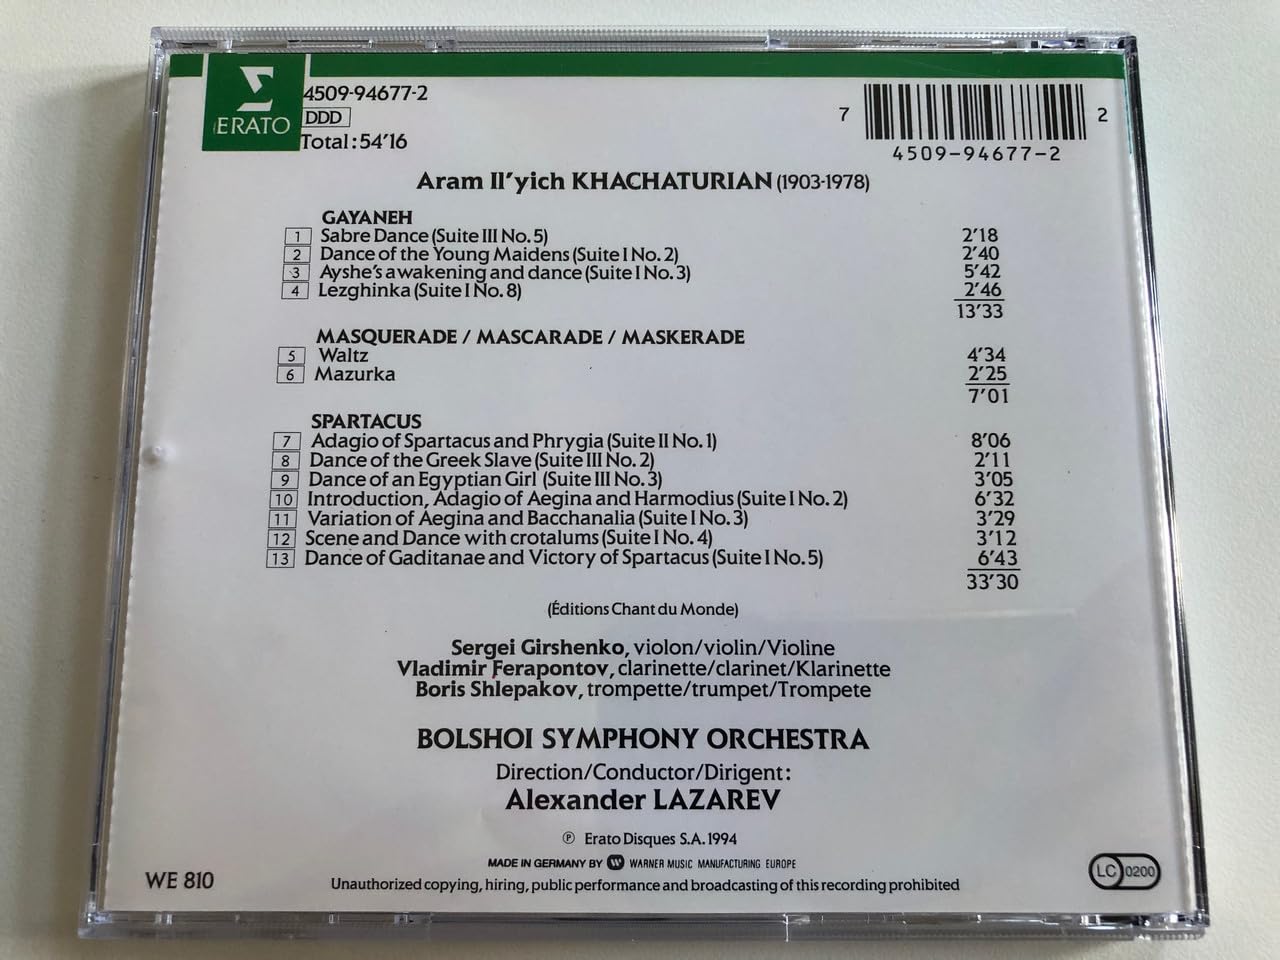 ERATO
4509-94677-2
DDD
Total: 54'16
7 2
4509-94677-2
Aram Il'yich KHACHATURIAN (1903-1978)
GAYANEH
1 Sabre Dance (Suite III No. 5) 2'18
2 Dance of the Young Maidens (Suite I No. 2) 2'40
3 Ayshe's awakening and dance (Suite I No. 3) 5'42
4 Lezghinka (Suite I No. 8) 2'46
13'33
MASQUERADE / MASCARADE / MASKERADE
5 Waltz 4'34
6 Mazurka 2'25
7'01
SPARTACUS
7 Adagio of Spartacus and Phrygia (Suite II No. 1) 8'06
8 Dance of the Greek Slave (Suite III No. 2) 2'11
9 Dance of an Egyptian Girl (Suite III No. 3) 3'05
10 Introduction, Adagio of Aegina and Harmodius (Suite I No. 2) 6'32
11 Variation of Aegina and Bacchanalia (Suite I No. 3) 3'29
12 Scene and Dance with crotalums (Suite I No. 4) 3'12
13 Dance of Gaditanae and Victory of Spartacus (Suite I No. 5) 6'43
33'30
(Éditions Chant du Monde)
Sergei Girshenko, violon/violin/Violine
Vladimir Ferapontov, clarinette/clarinet/Klarinette
Boris Shlepakov, trompette/trumpet/Trompete
BOLSHOI SYMPHONY ORCHESTRA
Direction/Conductor/Dirigent:
Alexander LAZAREV
℗ Erato Disques S.A. 1994
MADE IN GERMANY BY WARNER MUSIC MANUFACTURING EUROPE
WE 810
Unauthorized copying, hiring, public performance and broadcasting of this recording prohibited
LC 0200